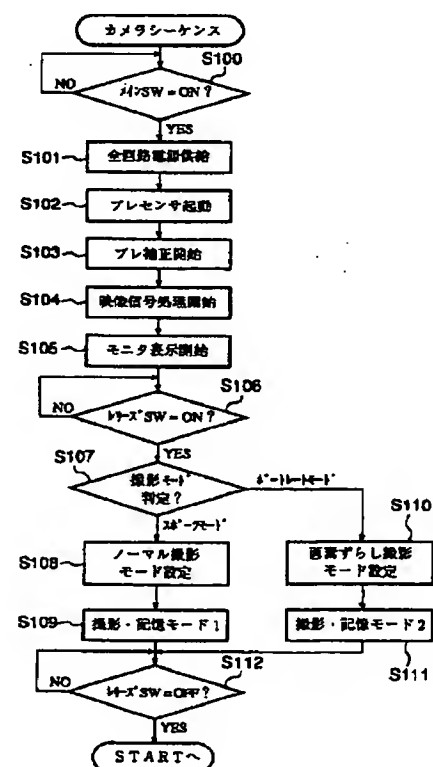 カメラシーケンス
S100
メインSW=ON?
NO
YES
S101
全回路電源供給
S102
ブレセンサ起動
S103
ブレ補正開始
S104
映像信号処理開始
S105
モニタ表示開始
S106
レリーズSW=ON?
NO
YES
S107
撮影モード
判定?
ポートレートモード
スポーツモード
S108
ノーマル撮影
モード設定
S110
画素ずらし撮影
モード設定
S109
撮影・記憶モード1
撮影・記憶モード2
S111
S112
レリーズSW=OFF?
NO
YES
STARTへ